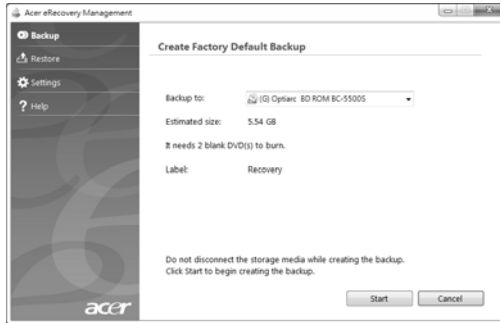 Acer eRecovery Management
Backup
Restore
Settings
Help
Create Factory Default Backup
Backup to: (G) Optiarc BD ROM BC-5500S
Estimated size: 5.54 GB
It needs 2 blank DVD(s) to burn.
Label: Recovery
Do not disconnect the storage media while creating the backup.
Click Start to begin creating the backup.
Start Cancel
acer